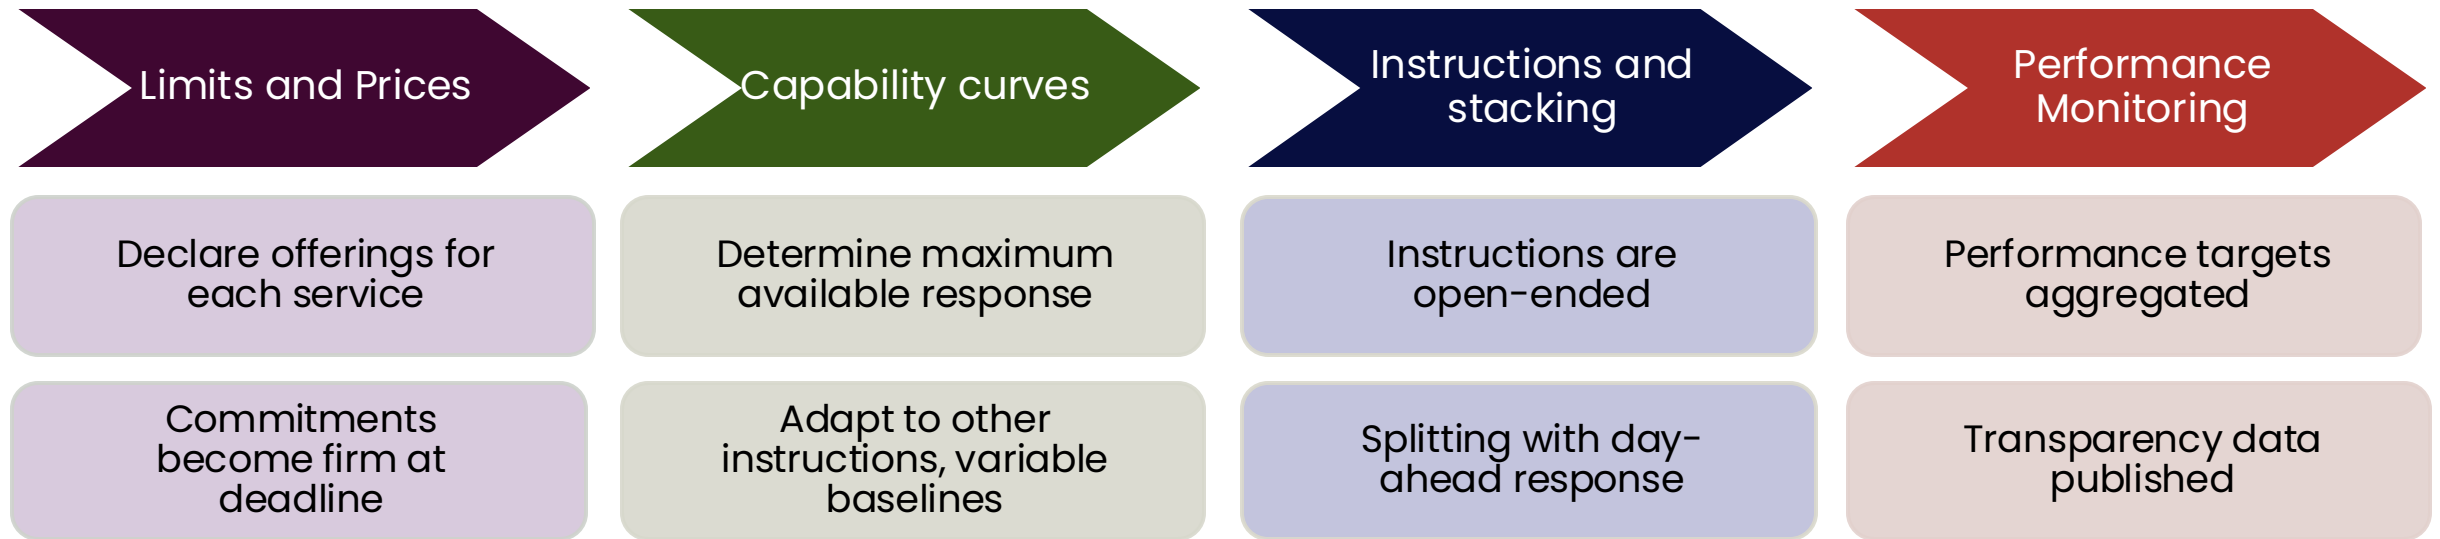 Limits and Prices
Capability curves
Instructions and
stacking
Performance
Monitoring
Declare offerings for
each service
Determine maximum
available response
Instructions are
open-ended
Performance targets
aggregated
Commitments
become firm at
deadline
Adapt to other
instructions, variable
baselines
Splitting with day-
ahead response
Transparency data
published